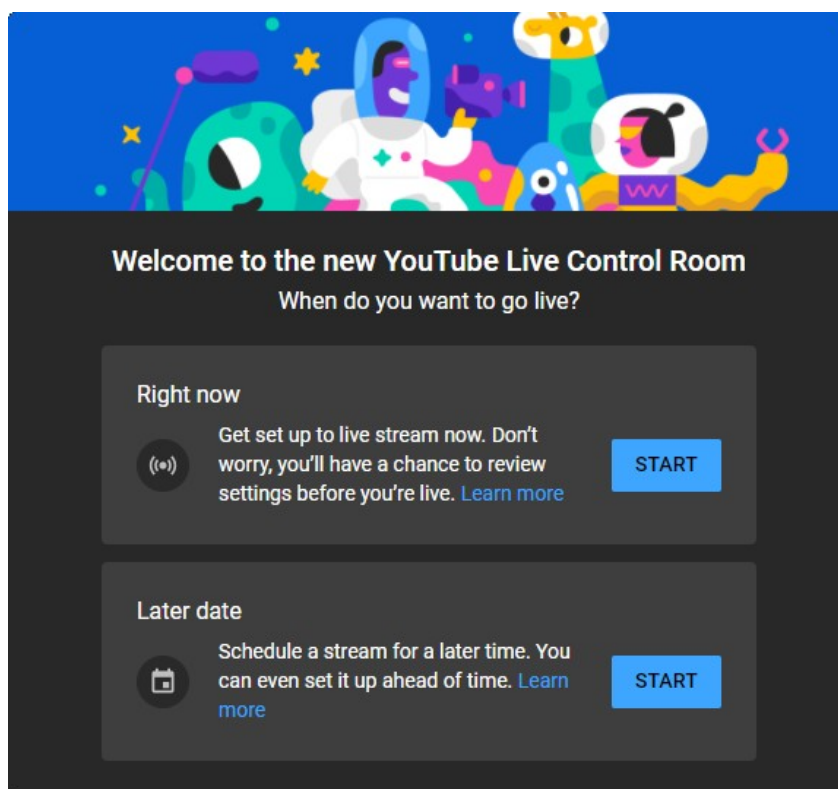 Welcome to the new YouTube Live Control Room
When do you want to go live?
Right now
Get set up to live stream now. Don’t
worry, you’ll have a chance to review
settings before you’re live. Learn more
START
Later date
Schedule a stream for a later time. You
can even set it up ahead of time. Learn
more
START